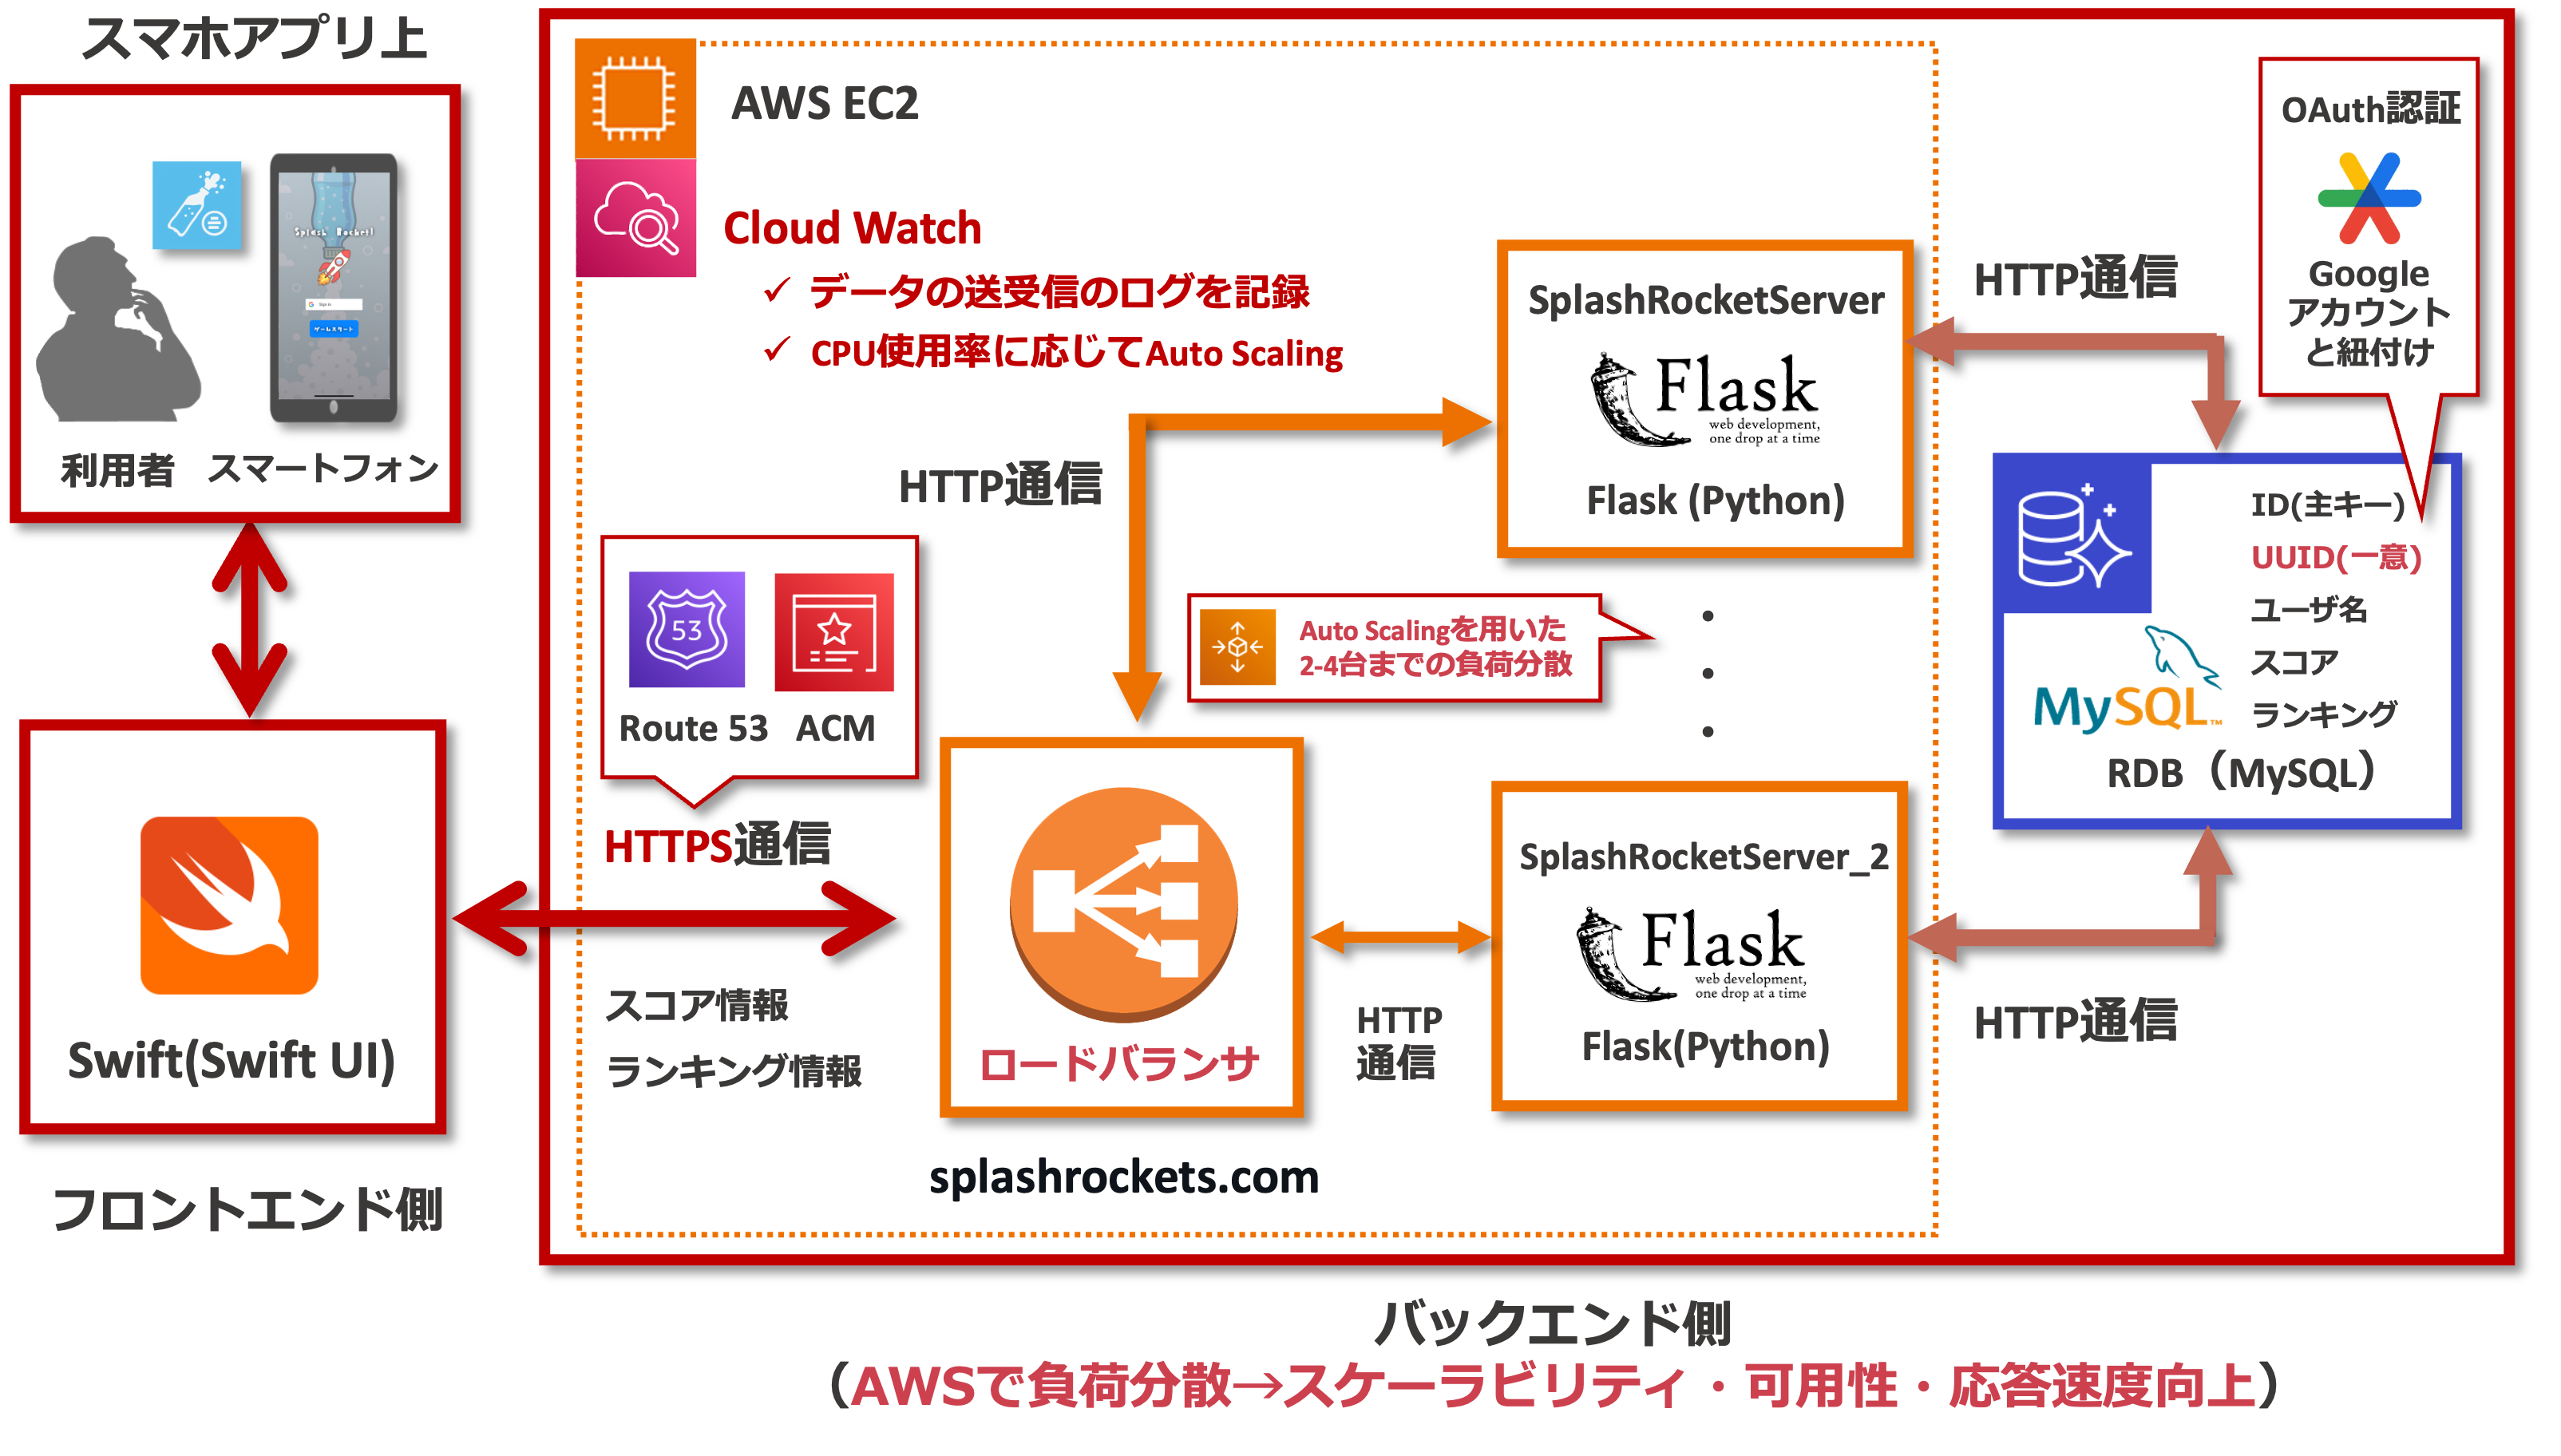 スマホアプリ上
Splash Rocket!
Sign in
ゲームスタート
利用者
スマートフォン
Swift(Swift UI)
フロントエンド側
AWS EC2
Cloud Watch
✓ データの送受信のログを記録
✓ CPU使用率に応じてAuto Scaling
HTTP通信
53
Route 53
ACM
HTTPS通信
スコア情報
ランキング情報
ロードバランサ
splashrockets.com
SplashRocketServer
Flask
web development,
one drop at a time
Flask (Python)
Auto Scalingを用いた
2-4台までの負荷分散
SplashRocketServer_2
Flask
web development,
one drop at a time
Flask(Python)
HTTP
通信
HTTP通信
HTTP通信
OAuth認証
Google
アカウント
と紐付け
ID(主キー)
UUID(一意)
ユーザ名
スコア
ランキング
MySQL™
RDB（MySQL）
バックエンド側
（AWSで負荷分散→スケーラビリティ・可用性・応答速度向上）